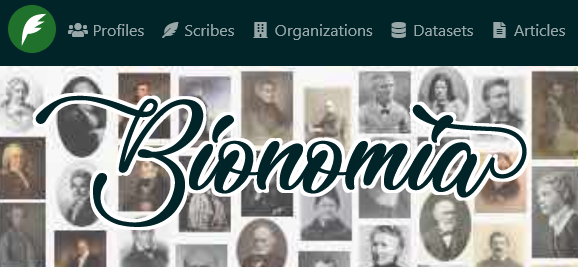 Profiles Scribes Organizations Datasets Articles
Bionomia